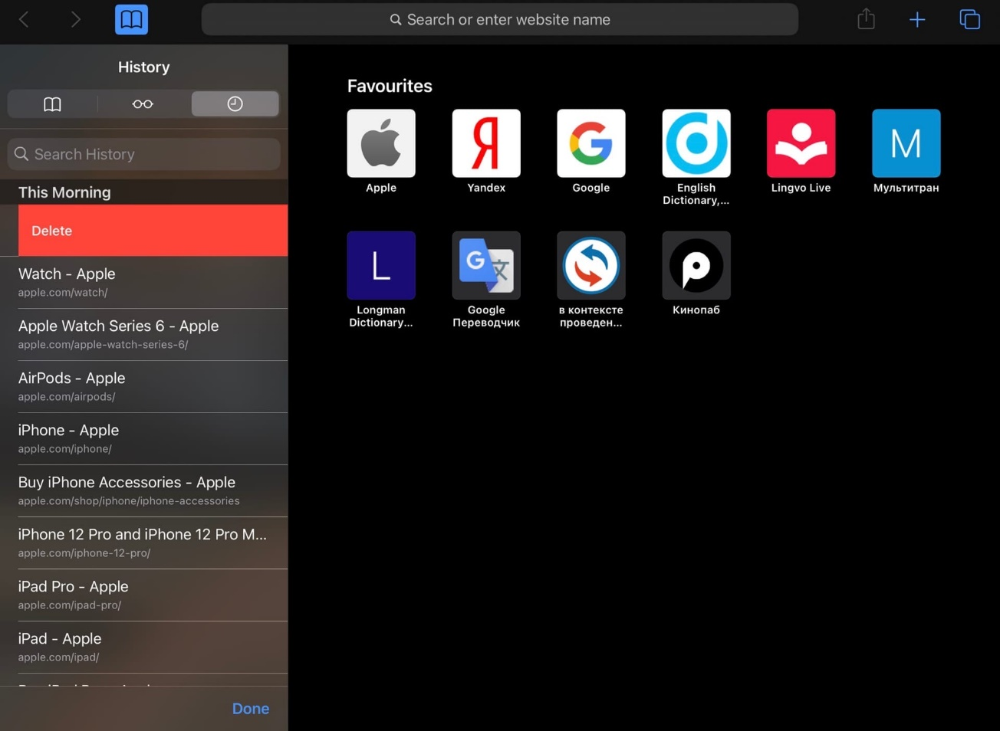 Search or enter website name
History
Search History
This Morning
Delete
Watch - Apple
apple.com/watch/
Apple Watch Series 6 - Apple
apple.com/apple-watch-series-6/
AirPods - Apple
apple.com/airpods/
iPhone - Apple
apple.com/iphone/
Buy iPhone Accessories - Apple
apple.com/shop/iphone/iphone-accessories
iPhone 12 Pro and iPhone 12 Pro M...
apple.com/iphone-12-pro/
iPad Pro - Apple
apple.com/ipad-pro/
iPad - Apple
apple.com/ipad/
Done
Favourites
Я
G
M
Apple
Yandex
Google
English
Dictionary,...
Lingvo Live
Мультитран
L
G 文
Longman
Dictionary...
Google
Переводчик
в контексте
проведен...
Кинопаб